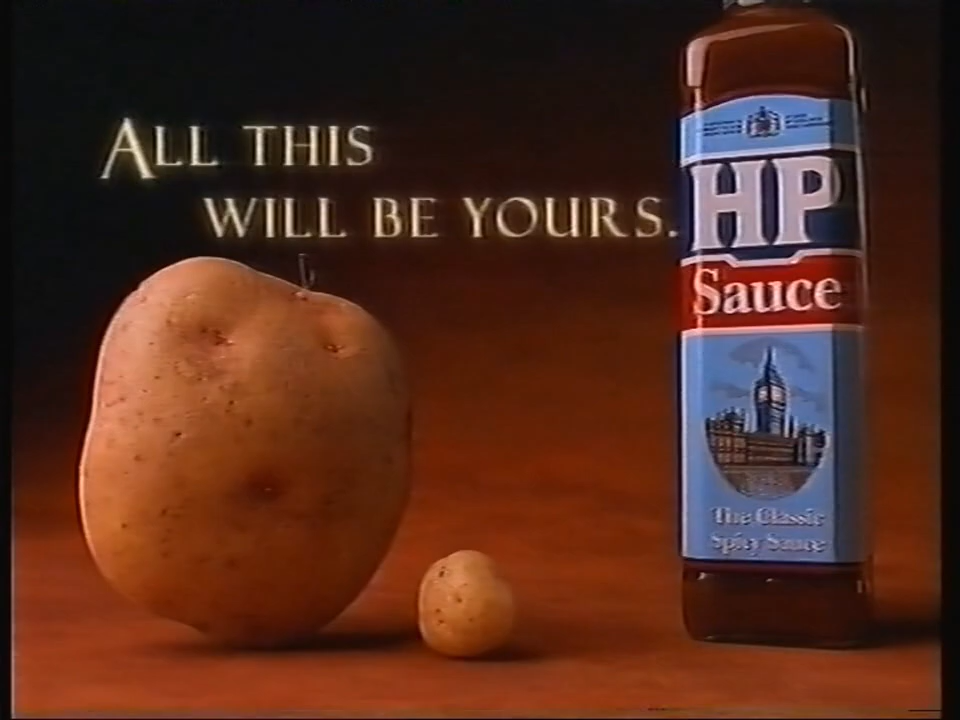 ALL THIS
WILL BE YOURS.
HP
Sauce
The Classic
Spicy Sauce